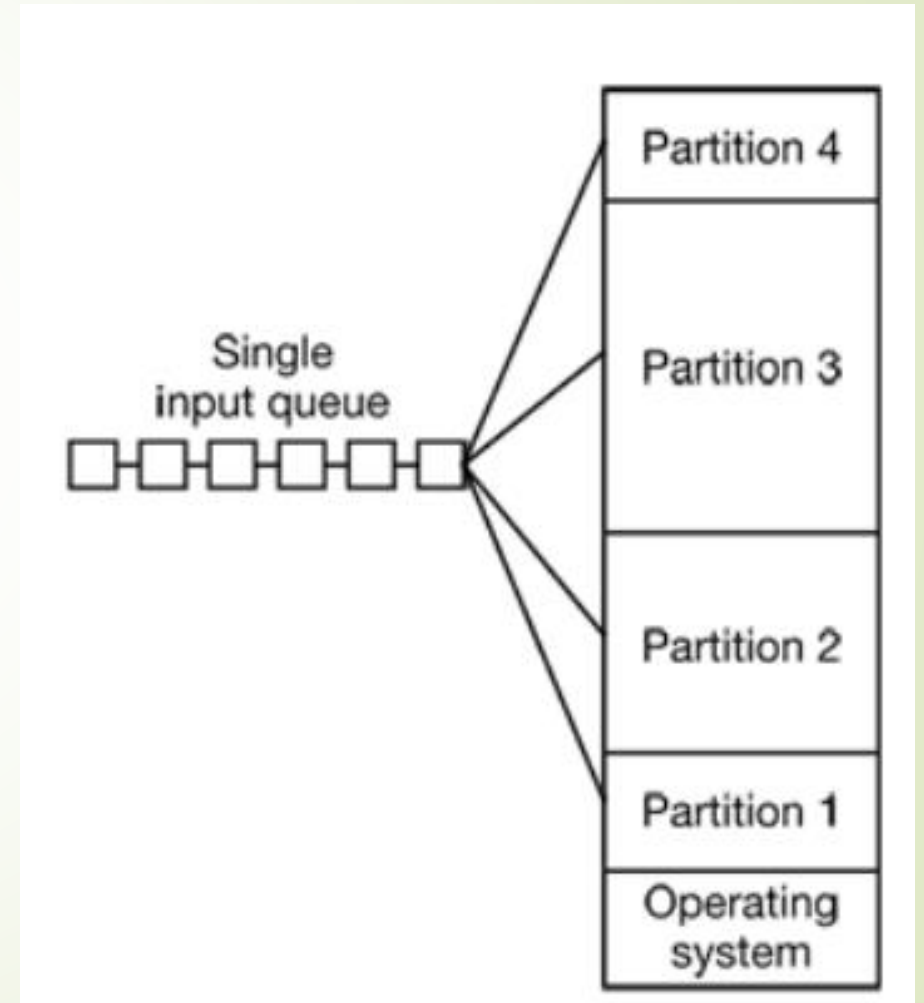 Single
input queue
Partition 4
Partition 3
Partition 2
Partition 1
Operating
system